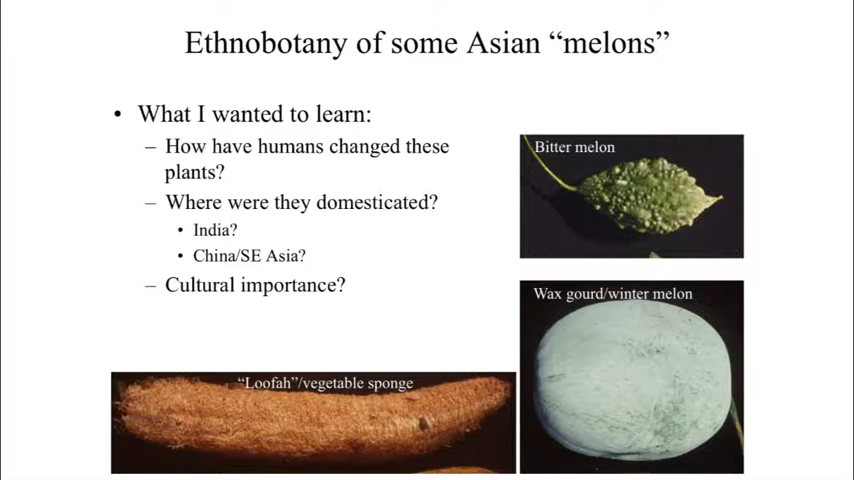 Ethnobotany of some Asian “melons”
• What I wanted to learn:
– How have humans changed these
plants?
– Where were they domesticated?
• India?
• China/SE Asia?
– Cultural importance?
Bitter melon
Wax gourd/winter melon
“Loofah”/vegetable sponge